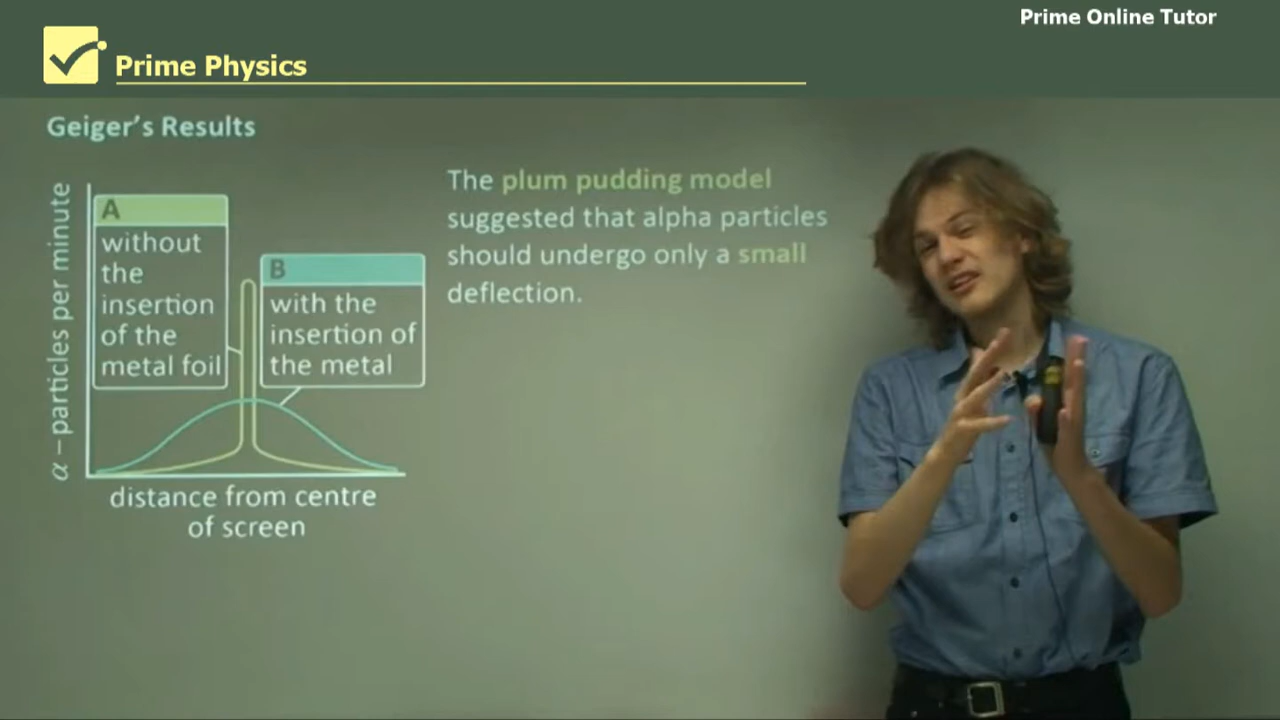 Prime Online Tutor
Prime Physics
Geiger's Results
α – particles per minute
A
without
the
insertion
of the
metal foil
B
with the
insertion of
the metal
distance from centre
of screen
The plum pudding model
suggested that alpha particles
should undergo only a small
deflection.